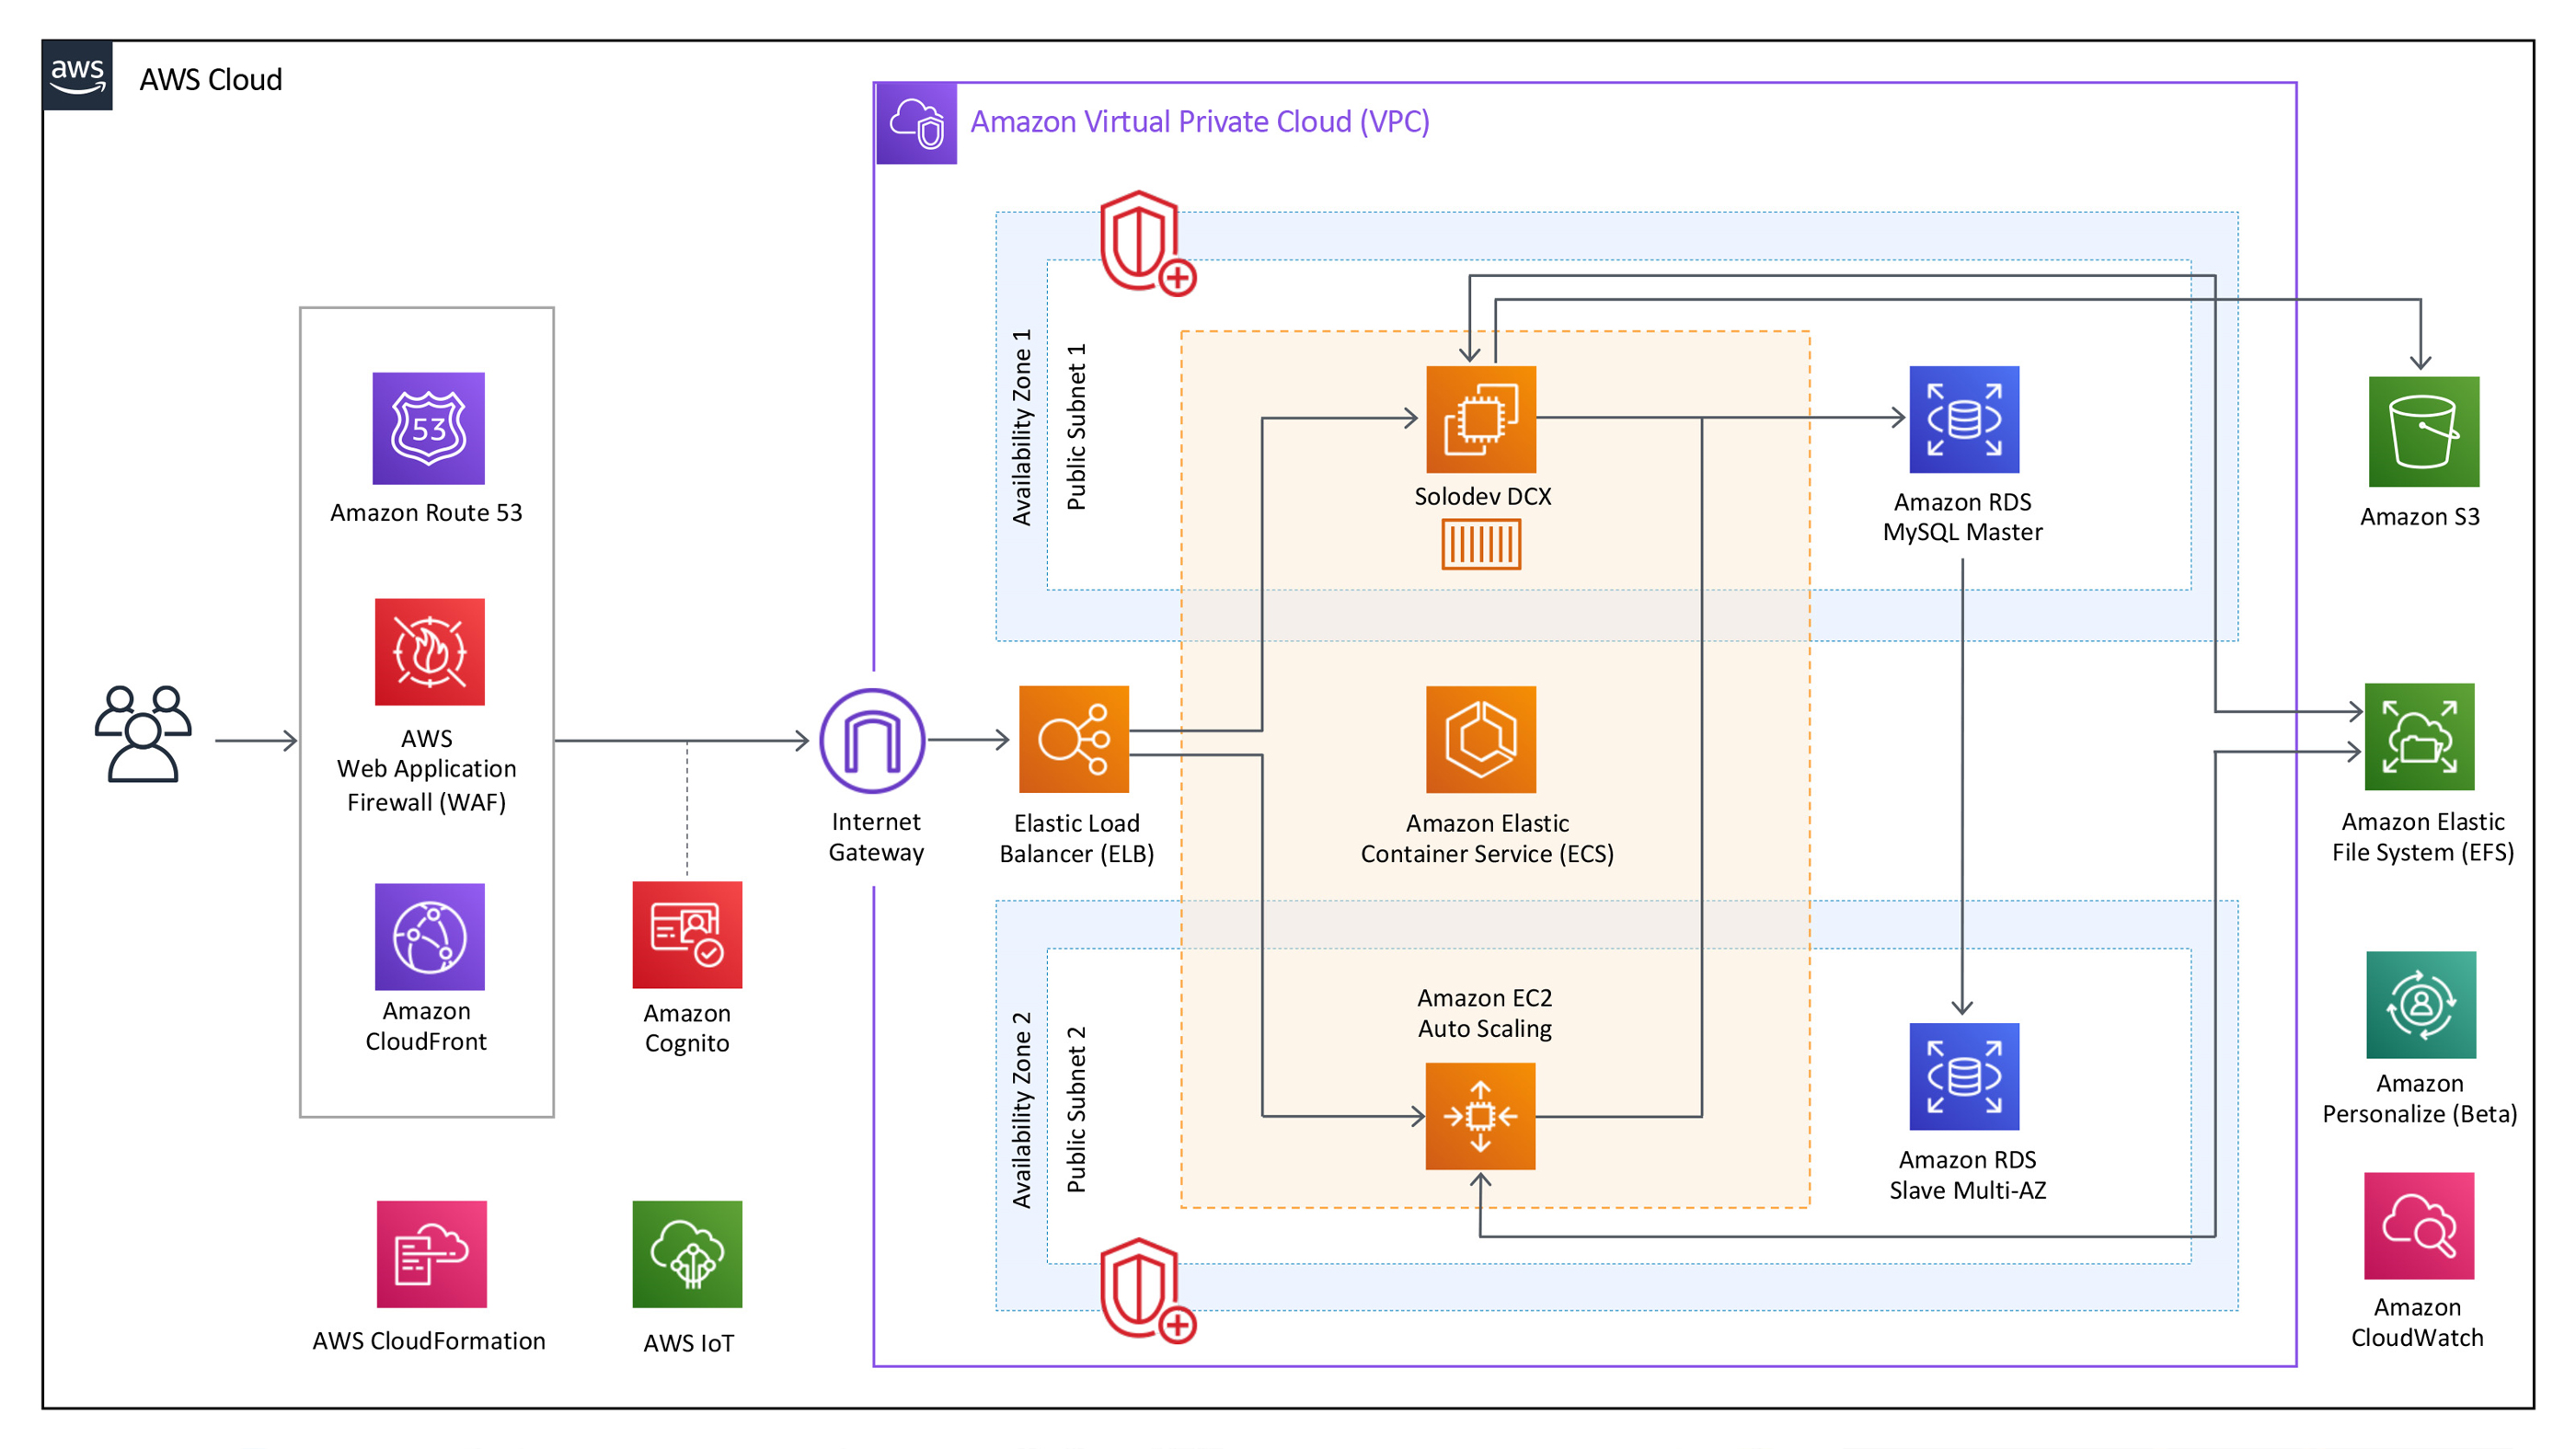 aws
AWS Cloud
Amazon Virtual Private Cloud (VPC)
53
Amazon Route 53
AWS
Web Application
Firewall (WAF)
Amazon
CloudFront
Amazon
Cognito
AWS CloudFormation
AWS IoT
Internet
Gateway
Elastic Load
Balancer (ELB)
Availability Zone 1
Public Subnet 1
Solodev DCX
Amazon RDS
MySQL Master
Amazon Elastic
Container Service (ECS)
Availability Zone 2
Public Subnet 2
Amazon EC2
Auto Scaling
Amazon RDS
Slave Multi-AZ
Amazon S3
Amazon Elastic
File System (EFS)
Amazon
Personalize (Beta)
Amazon
CloudWatch